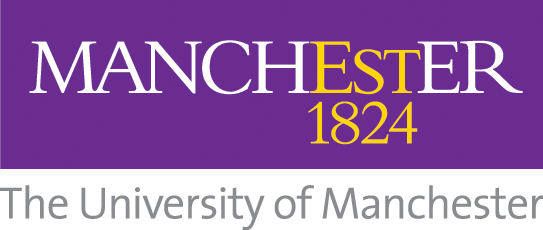 MANCHESTER
1824
The University of Manchester